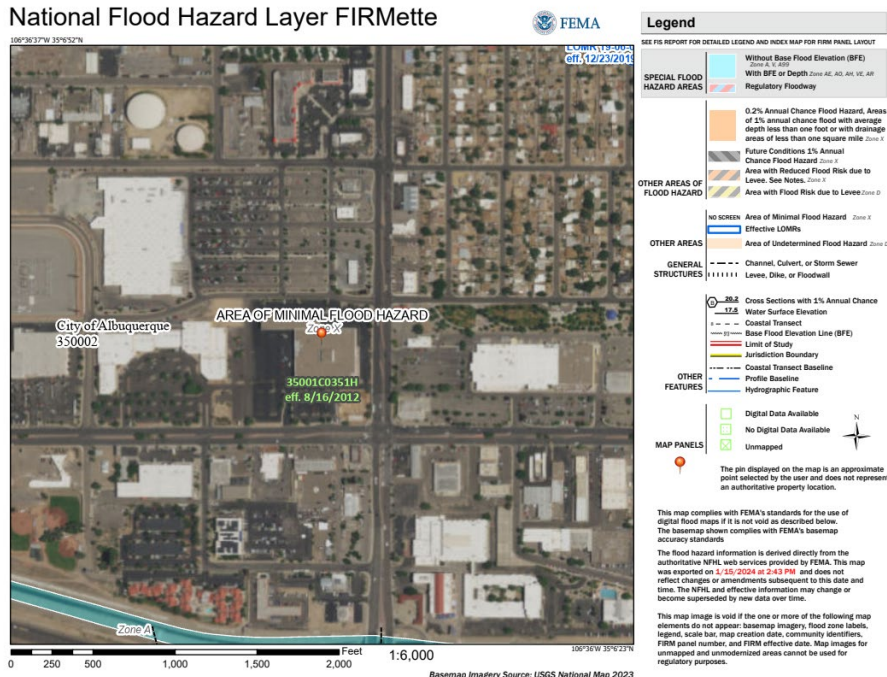 National Flood Hazard Layer FIRMette
FEMA
Legend
SEE FIS REPORT FOR DETAILED LEGEND AND INDEX MAP FOR FIRM PANEL LAYOUT
106°36'37"W 35°6'52"N
eff. 12/23/2019
City of Albuquerque
350002
AREA OF MINIMAL FLOOD HAZARD
Zone X
35001C0351H
eff. 8/16/2012
Zone A
106°36'W 35°6'23"N
0 250 500 1,000 1,500 2,000
Feet
1:6,000
Basemap Imagery Source: USGS National Map 2023
SPECIAL FLOOD
HAZARD AREAS
Without Base Flood Elevation (BFE)
Zone A, V, A99
With BFE or Depth Zone AE, AO, AH, VE, AR
Regulatory Floodway
OTHER AREAS OF
FLOOD HAZARD
0.2% Annual Chance Flood Hazard, Areas
of 1% annual chance flood with average
depth less than one foot or with drainage
areas of less than one square mile Zone X
Future Conditions 1% Annual
Chance Flood Hazard Zone X
Area with Reduced Flood Risk due to
Levee. See Notes. Zone X
Area with Flood Risk due to Levee Zone D
OTHER AREAS
NO SCREEN Area of Minimal Flood Hazard Zone X
Effective LOMRs
Area of Undetermined Flood Hazard Zone
GENERAL
STRUCTURES
Channel, Culvert, or Storm Sewer
Levee, Dike, or Floodwall
OTHER
FEATURES
20.2 Cross Sections with 1% Annual Chance
17.5 Water Surface Elevation
Coastal Transect
Base Flood Elevation Line (BFE)
Limit of Study
Jurisdiction Boundary
Coastal Transect Baseline
Profile Baseline
Hydrographic Feature
MAP PANELS
Digital Data Available
No Digital Data Available
Unmapped
N
The pin displayed on the map is an approximate
point selected by the user and does not represent
an authoritative property location.
This map complies with FEMA's standards for the use of
digital flood maps if it is not void as described below.
The basemap shown complies with FEMA's basemap
accuracy standards
The flood hazard information is derived directly from the
authoritative NFHL web services provided by FEMA. This map
was exported on 1/15/2024 at 2:43 PM and does not
reflect changes or amendments subsequent to this date and
time. The NFHL and effective information may change or
become superseded by new data over time.
This map image is void if the one or more of the following map
elements do not appear: basemap imagery, flood zone labels,
legend, scale bar, map creation date, community identifiers,
FIRM panel number, and FIRM effective date. Map images for
unmapped and unmodernized areas cannot be used for
regulatory purposes.